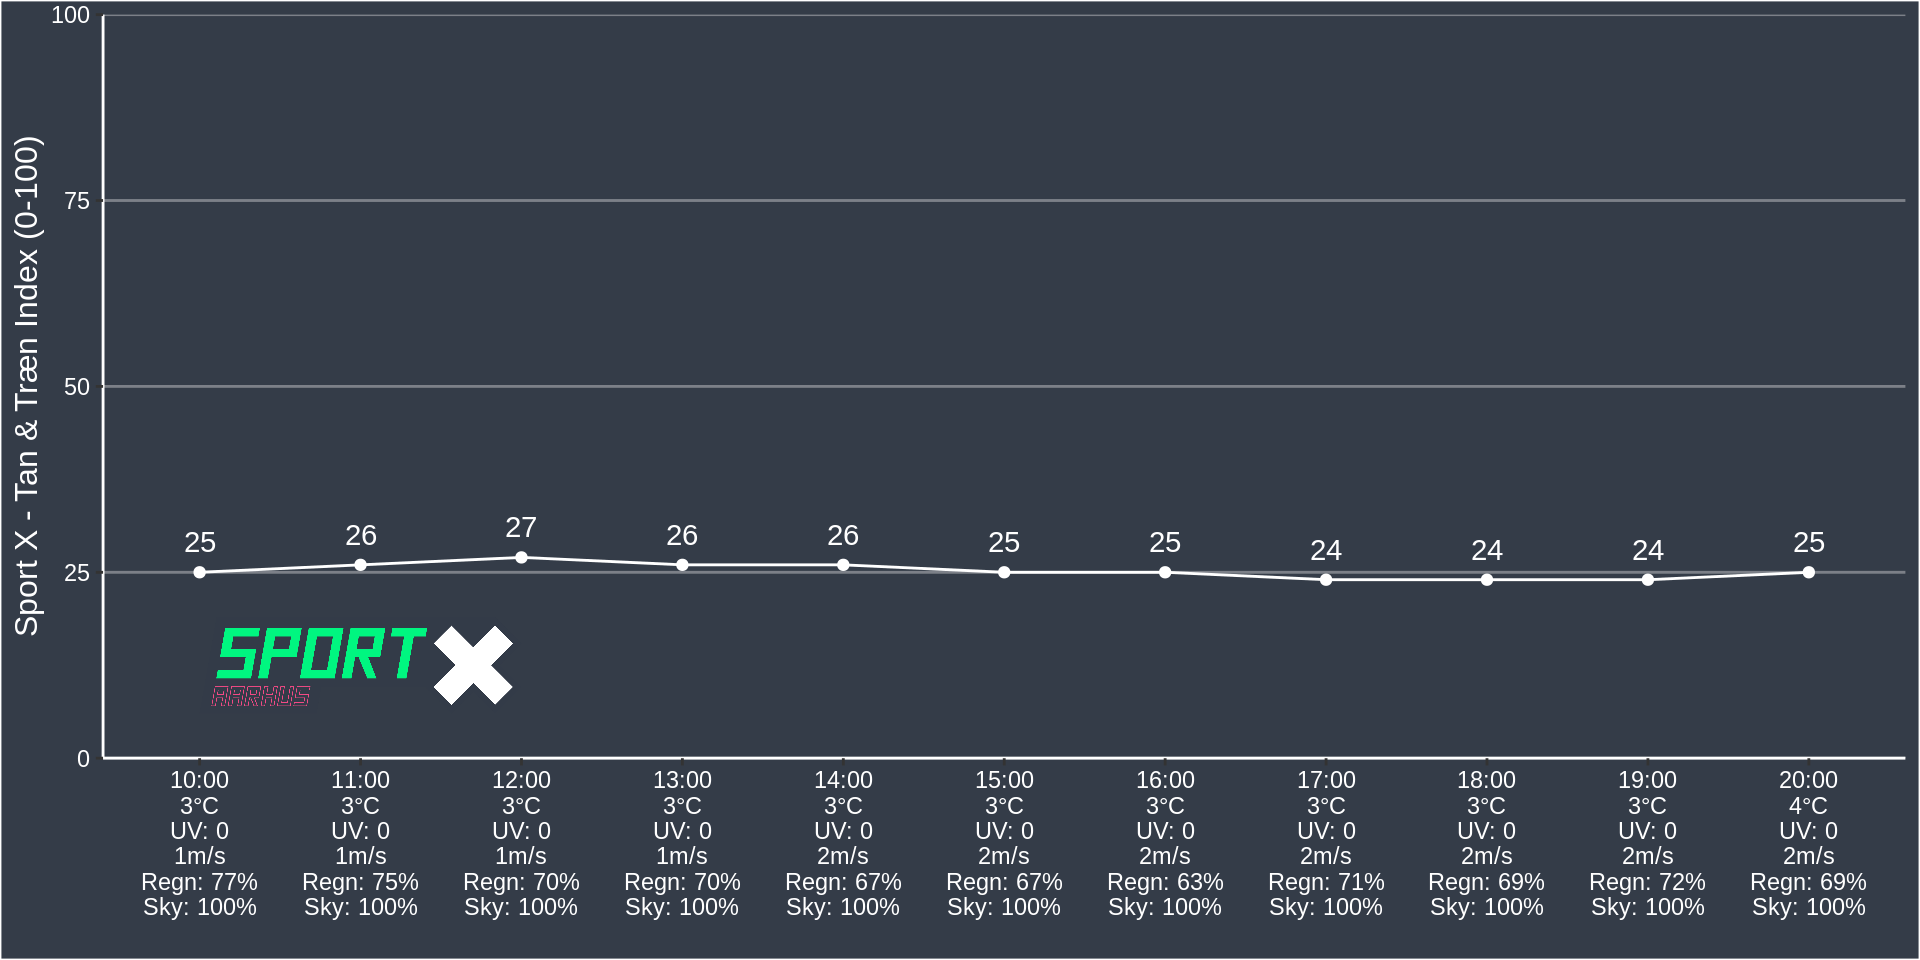 Sport X - Tan & Træn Index (0-100)
100
75
50
25
0
25 26 27 26 26 25 25 24 24 24 25
SPORT X
AARHUS
10:00 11:00 12:00 13:00 14:00 15:00 16:00 17:00 18:00 19:00 20:00
3°C 3°C 3°C 3°C 3°C 3°C 3°C 3°C 3°C 3°C 4°C
UV: 0 UV: 0 UV: 0 UV: 0 UV: 0 UV: 0 UV: 0 UV: 0 UV: 0 UV: 0 UV: 0
1m/s 1m/s 1m/s 1m/s 2m/s 2m/s 2m/s 2m/s 2m/s 2m/s 2m/s
Regn: 77% Regn: 75% Regn: 70% Regn: 70% Regn: 67% Regn: 67% Regn: 63% Regn: 71% Regn: 69% Regn: 72% Regn: 69%
Sky: 100% Sky: 100% Sky: 100% Sky: 100% Sky: 100% Sky: 100% Sky: 100% Sky: 100% Sky: 100% Sky: 100% Sky: 100%